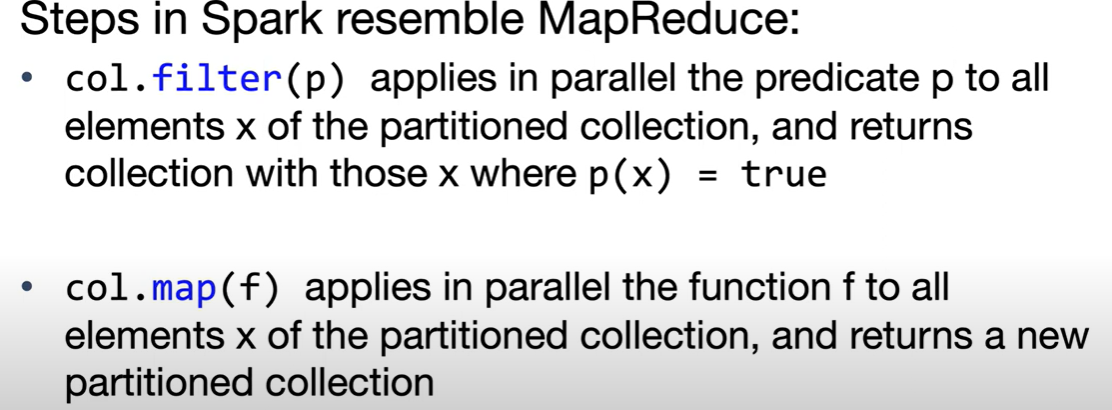 Steps in Spark resemble MapReduce:
• col.filter(p) applies in parallel the predicate p to all
elements x of the partitioned collection, and returns
collection with those x where p(x) = true
• col.map(f) applies in parallel the function f to all
elements x of the partitioned collection, and returns a new
partitioned collection